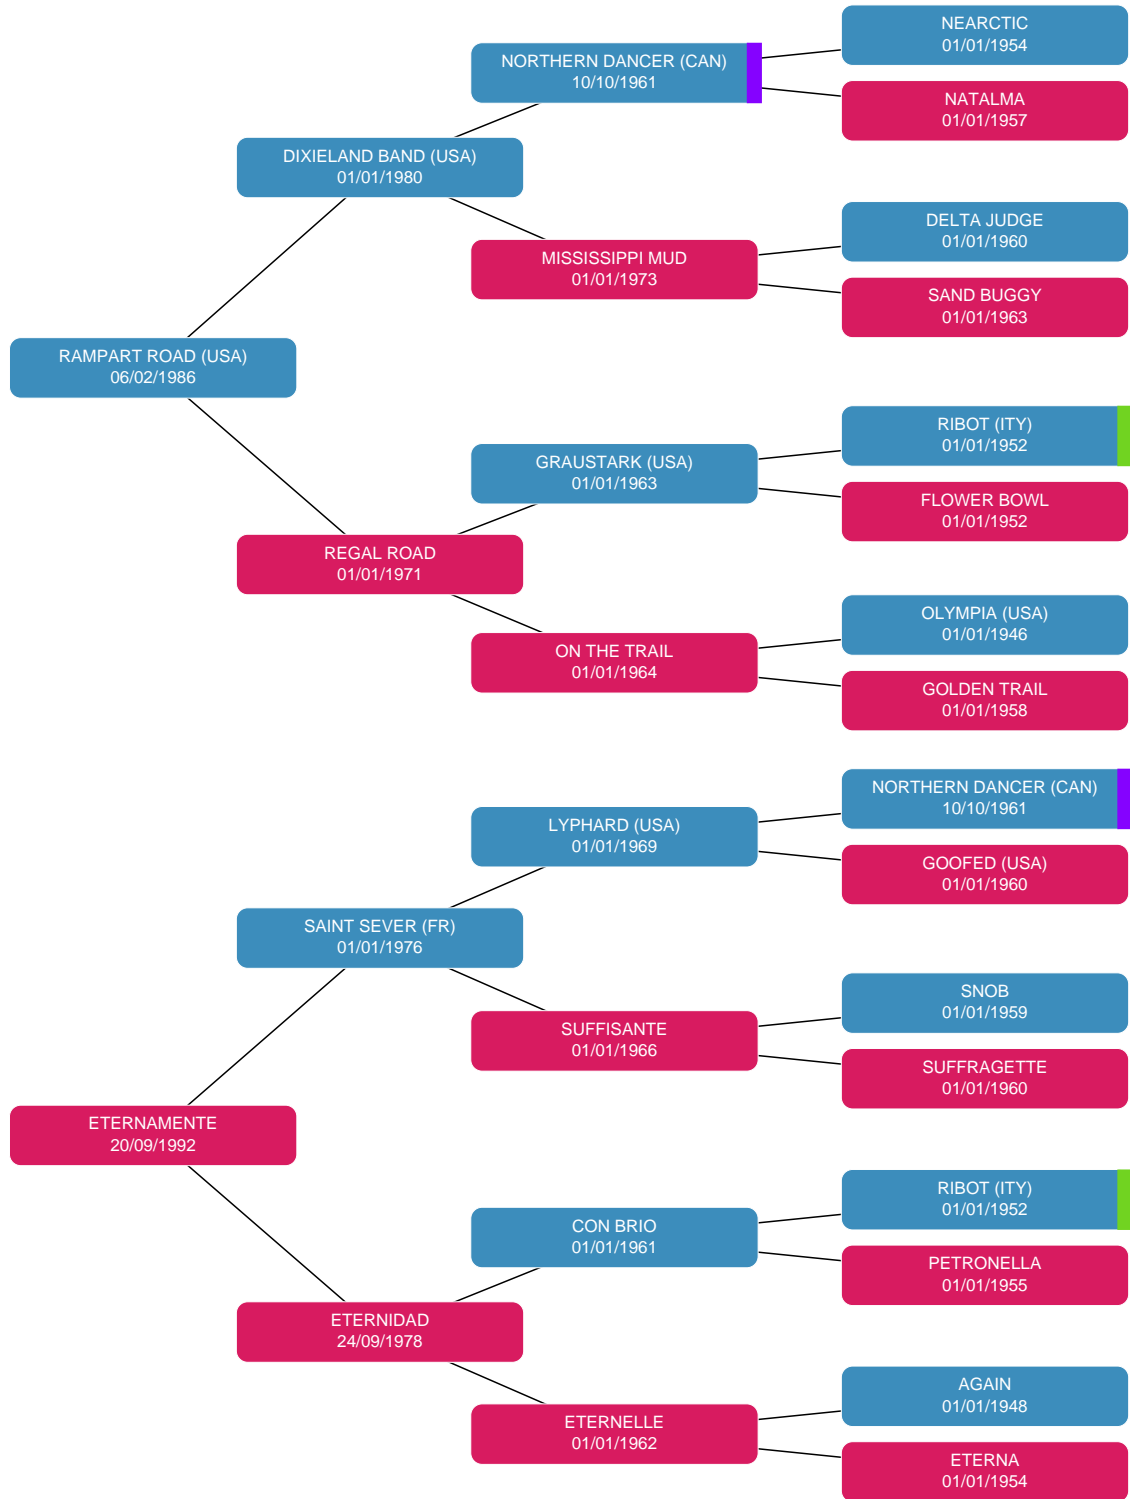 NEARCTIC
01/01/1954
NORTHERN DANCER (CAN)
10/10/1961
NATALMA
01/01/1957
DIXIELAND BAND (USA)
01/01/1980
DELTA JUDGE
01/01/1960
MISSISSIPPI MUD
01/01/1973
SAND BUGGY
01/01/1963
RAMPART ROAD (USA)
06/02/1986
RIBOT (ITY)
01/01/1952
GRAUSTARK (USA)
01/01/1963
FLOWER BOWL
01/01/1952
REGAL ROAD
01/01/1971
OLYMPIA (USA)
01/01/1946
ON THE TRAIL
01/01/1964
GOLDEN TRAIL
01/01/1958
NORTHERN DANCER (CAN)
10/10/1961
LYPHARD (USA)
01/01/1969
GOOFED (USA)
01/01/1960
SAINT SEVER (FR)
01/01/1976
SNOB
01/01/1959
SUFFISANTE
01/01/1966
SUFFRAGETTE
01/01/1960
ETERNAMENTE
20/09/1992
RIBOT (ITY)
01/01/1952
CON BRIO
01/01/1961
PETRONELLA
01/01/1955
ETERNIDAD
24/09/1978
AGAIN
01/01/1948
ETERNELLE
01/01/1962
ETERNA
01/01/1954